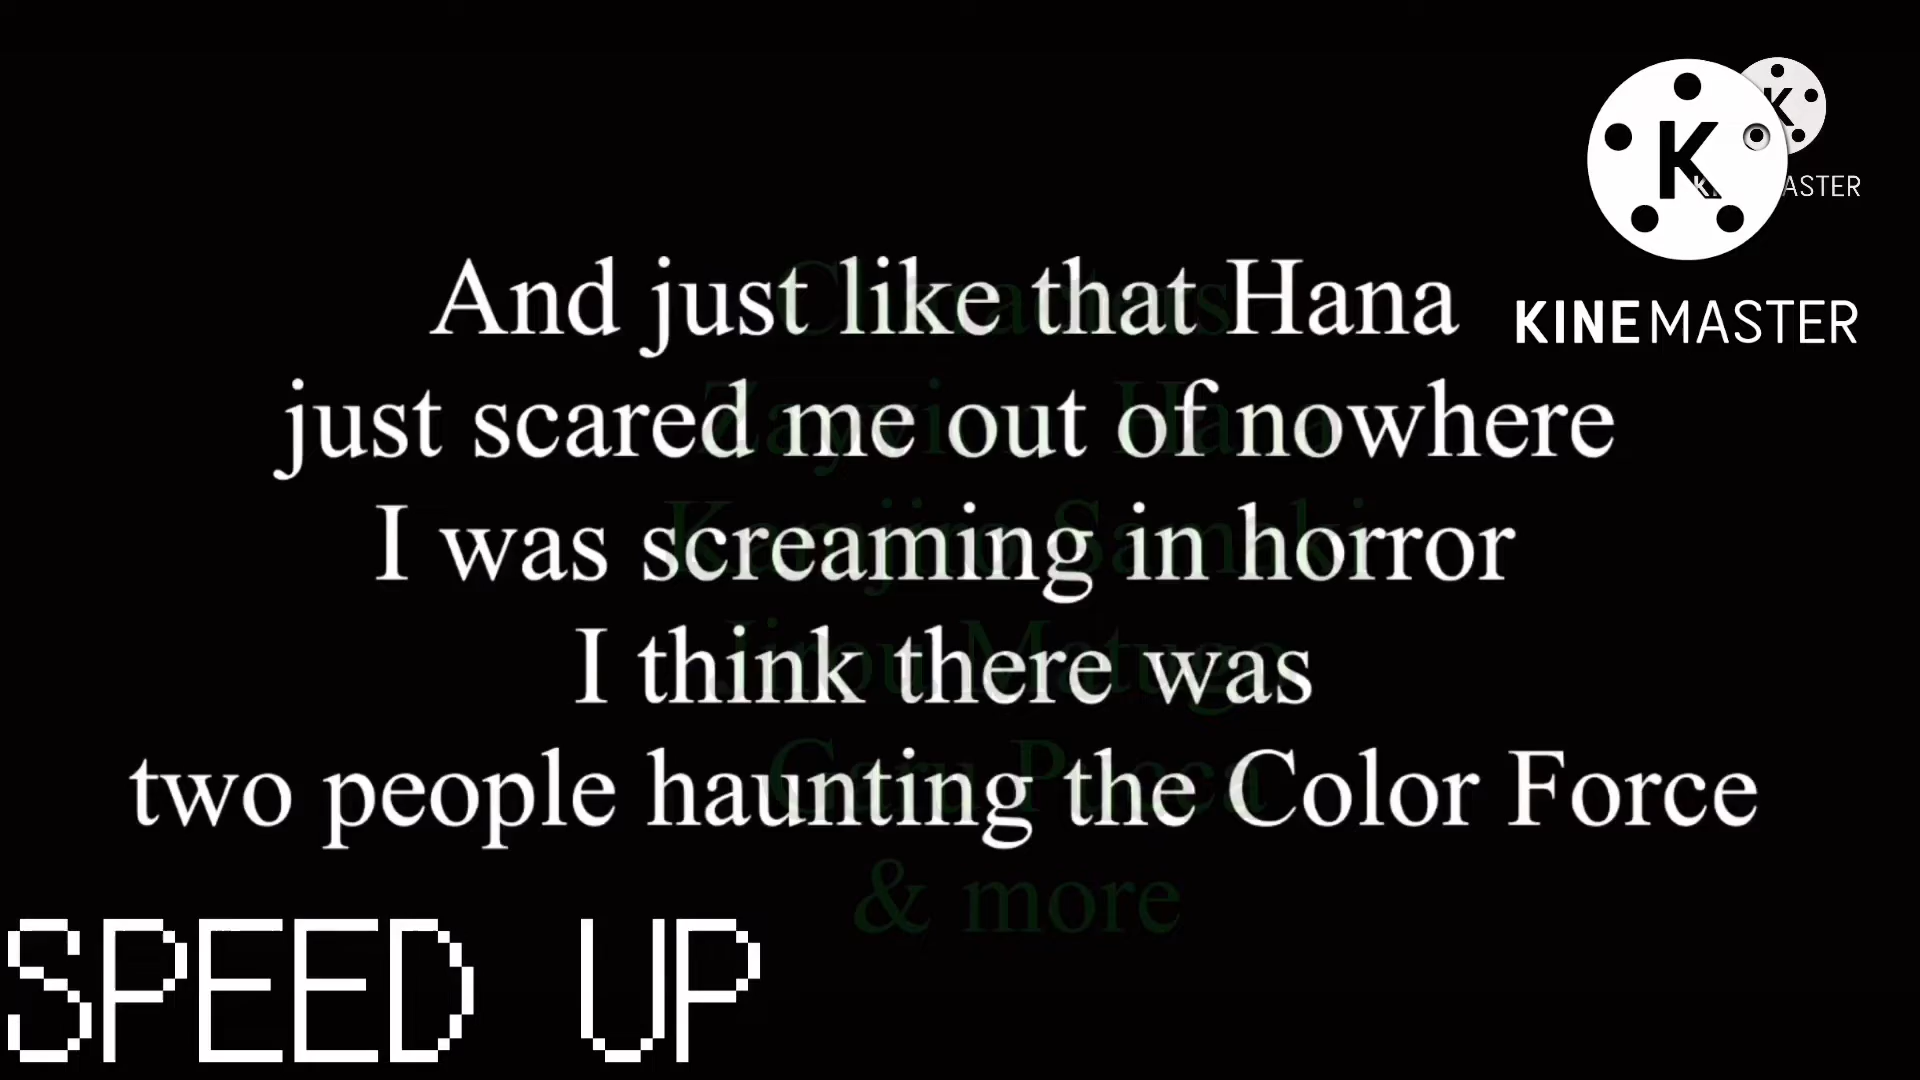 K
K
ASTER
KINEMASTER
And just like that Hana
just scared me out of nowhere
I was screaming in horror
I think there was
two people haunting the Color Force
& more
SPEED UP